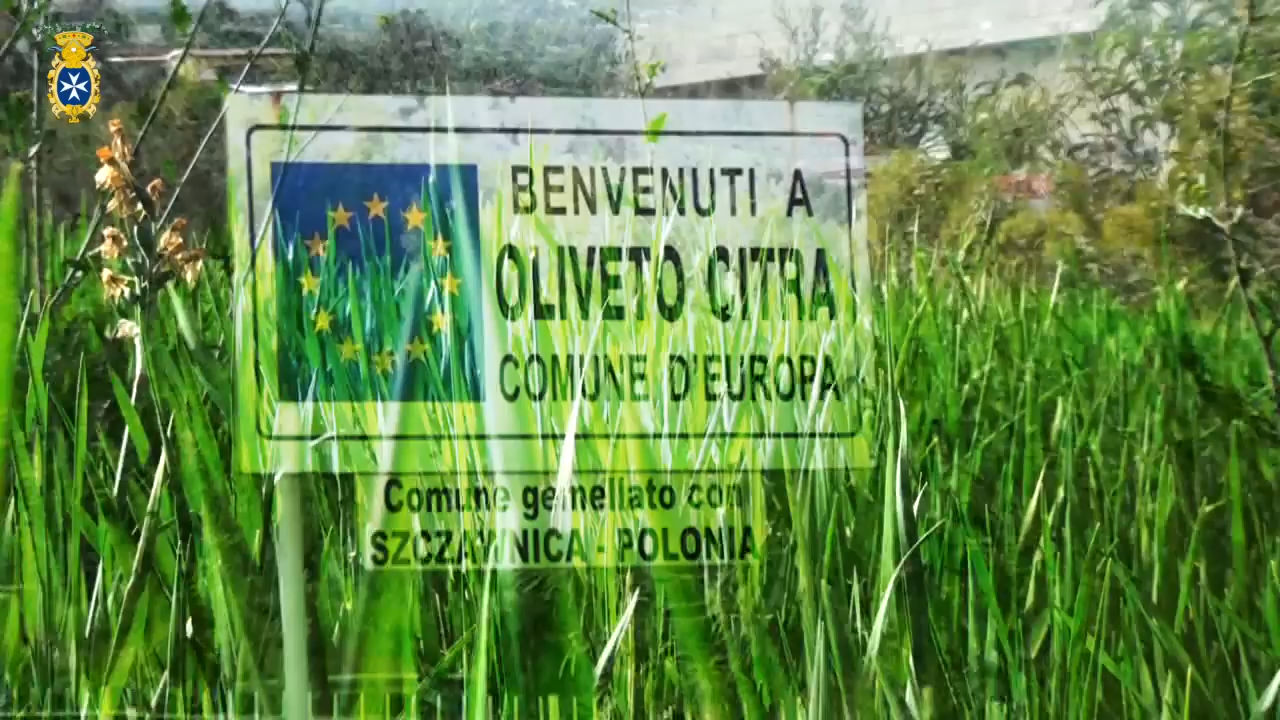 BENVENUTI A
OLIVETO CITRA
COMUNE D'EUROPA
Comune gemellato con
SZCZAWNICA - POLONIA